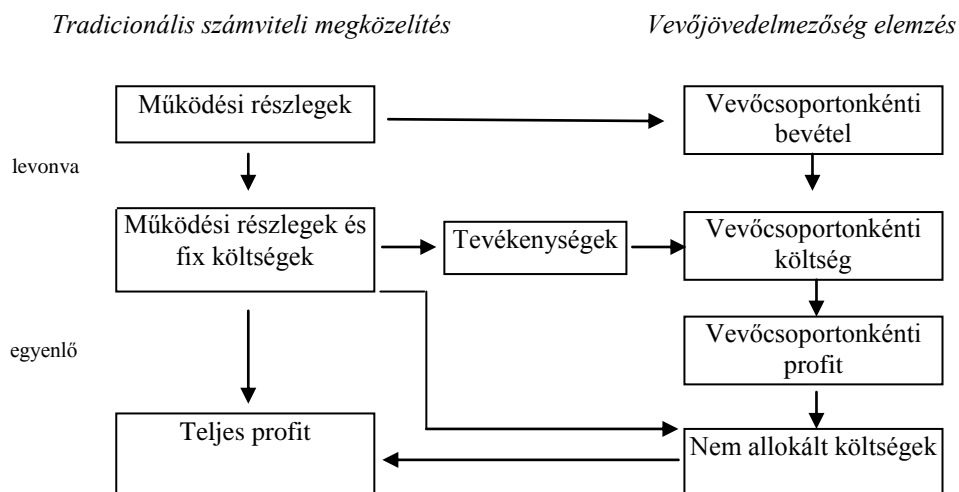 Tradicionális számviteli megközelítés
Vevőjövedelmezőség elemzés
Működési részlegek
Vevőcsoportonkénti
bevétel
levonva
Működési részlegek és
fix költségek
Tevékenységek
Vevőcsoportonkénti
költség
egyenlő
Vevőcsoportonkénti
profit
Teljes profit
Nem allokált költségek